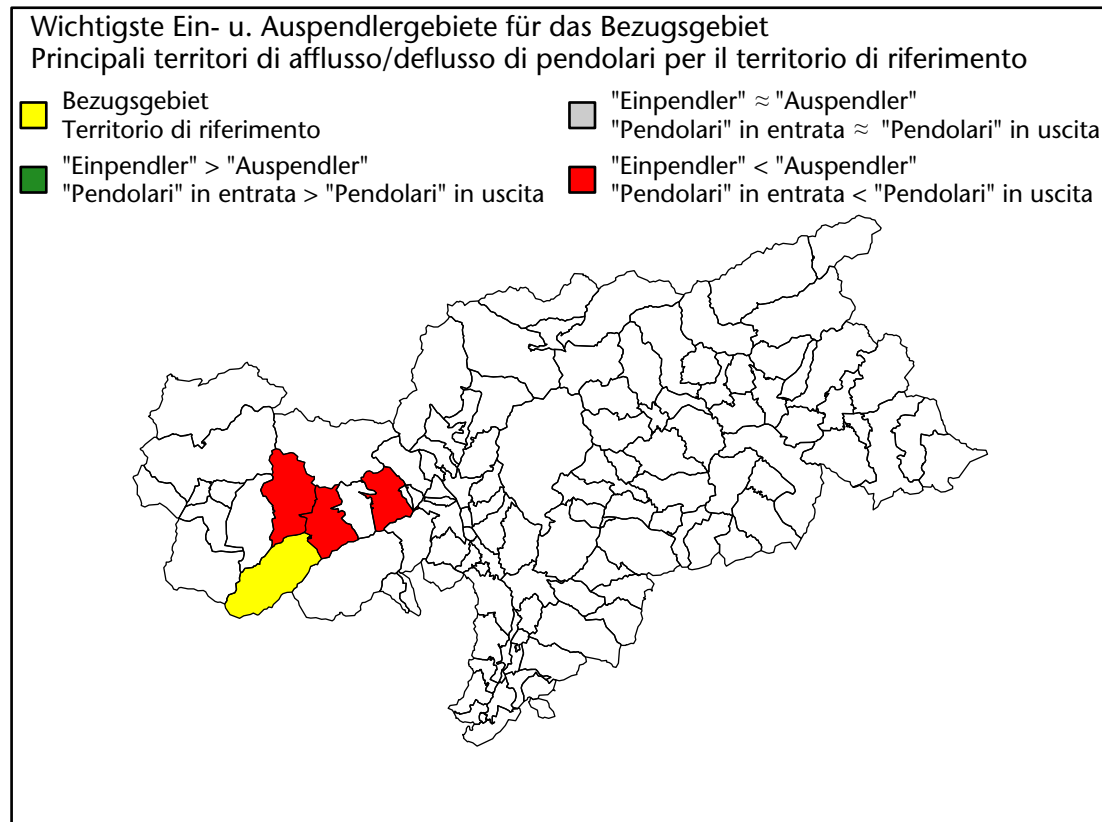 Wichtigste Ein- u. Auspendlergebiete für das Bezugsgebiet
Principali territori di afflusso/deflusso di pendolari per il territorio di riferimento
Bezugsgebiet
Territorio di riferimento
"Einpendler" > "Auspendler"
"Pendolari" in entrata > "Pendolari" in uscita
"Einpendler" ≈ "Auspendler"
"Pendolari" in entrata ≈ "Pendolari" in uscita
"Einpendler" < "Auspendler"
"Pendolari" in entrata < "Pendolari" in uscita